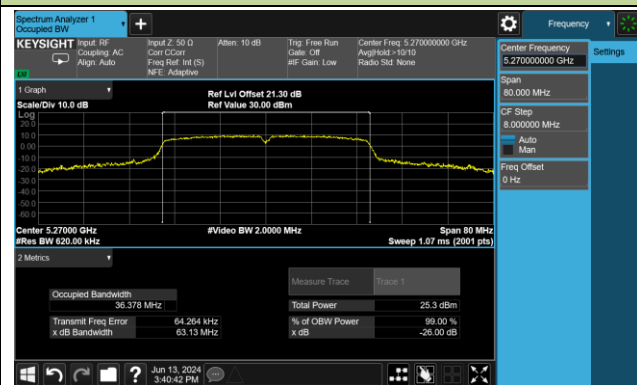 Spectrum Analyzer 1
Occupied BW
Frequency
KEYSIGHT
Input: RF
Coupling: AC
Align: Auto
Input Z: 50 Ω
Corr CCorr
Freq Ref: Int (S)
NFE: Adaptive
Atten: 10 dB
Trig: Free Run
Gate: Off
#IF Gain: Low
Center Freq: 5.270000000 GHz
Avg|Hold:>10/10
Radio Std: None
Center Frequency
5.270000000 GHz
Settings
Span
80.000 MHz
CF Step
8.000000 MHz
Auto
Man
Freq Offset
0 Hz
1 Graph
Scale/Div 10.0 dB
Ref Lvl Offset 21.30 dB
Ref Value 30.00 dBm
Log
20.0
10.0
0.00
-10.0
-20.0
-30.0
-40.0
-50.0
-60.0
Center 5.27000 GHz
#Res BW 620.00 kHz
#Video BW 2.0000 MHz
Span 80 MHz
Sweep 1.07 ms (2001 pts)
2 Metrics
Measure Trace
Trace 1
Occupied Bandwidth
36.378 MHz
Total Power
25.3 dBm
Transmit Freq Error
64.264 kHz
% of OBW Power
99.00 %
x dB Bandwidth
63.13 MHz
x dB
-26.00 dB
Jun 13, 2024
3:40:42 PM